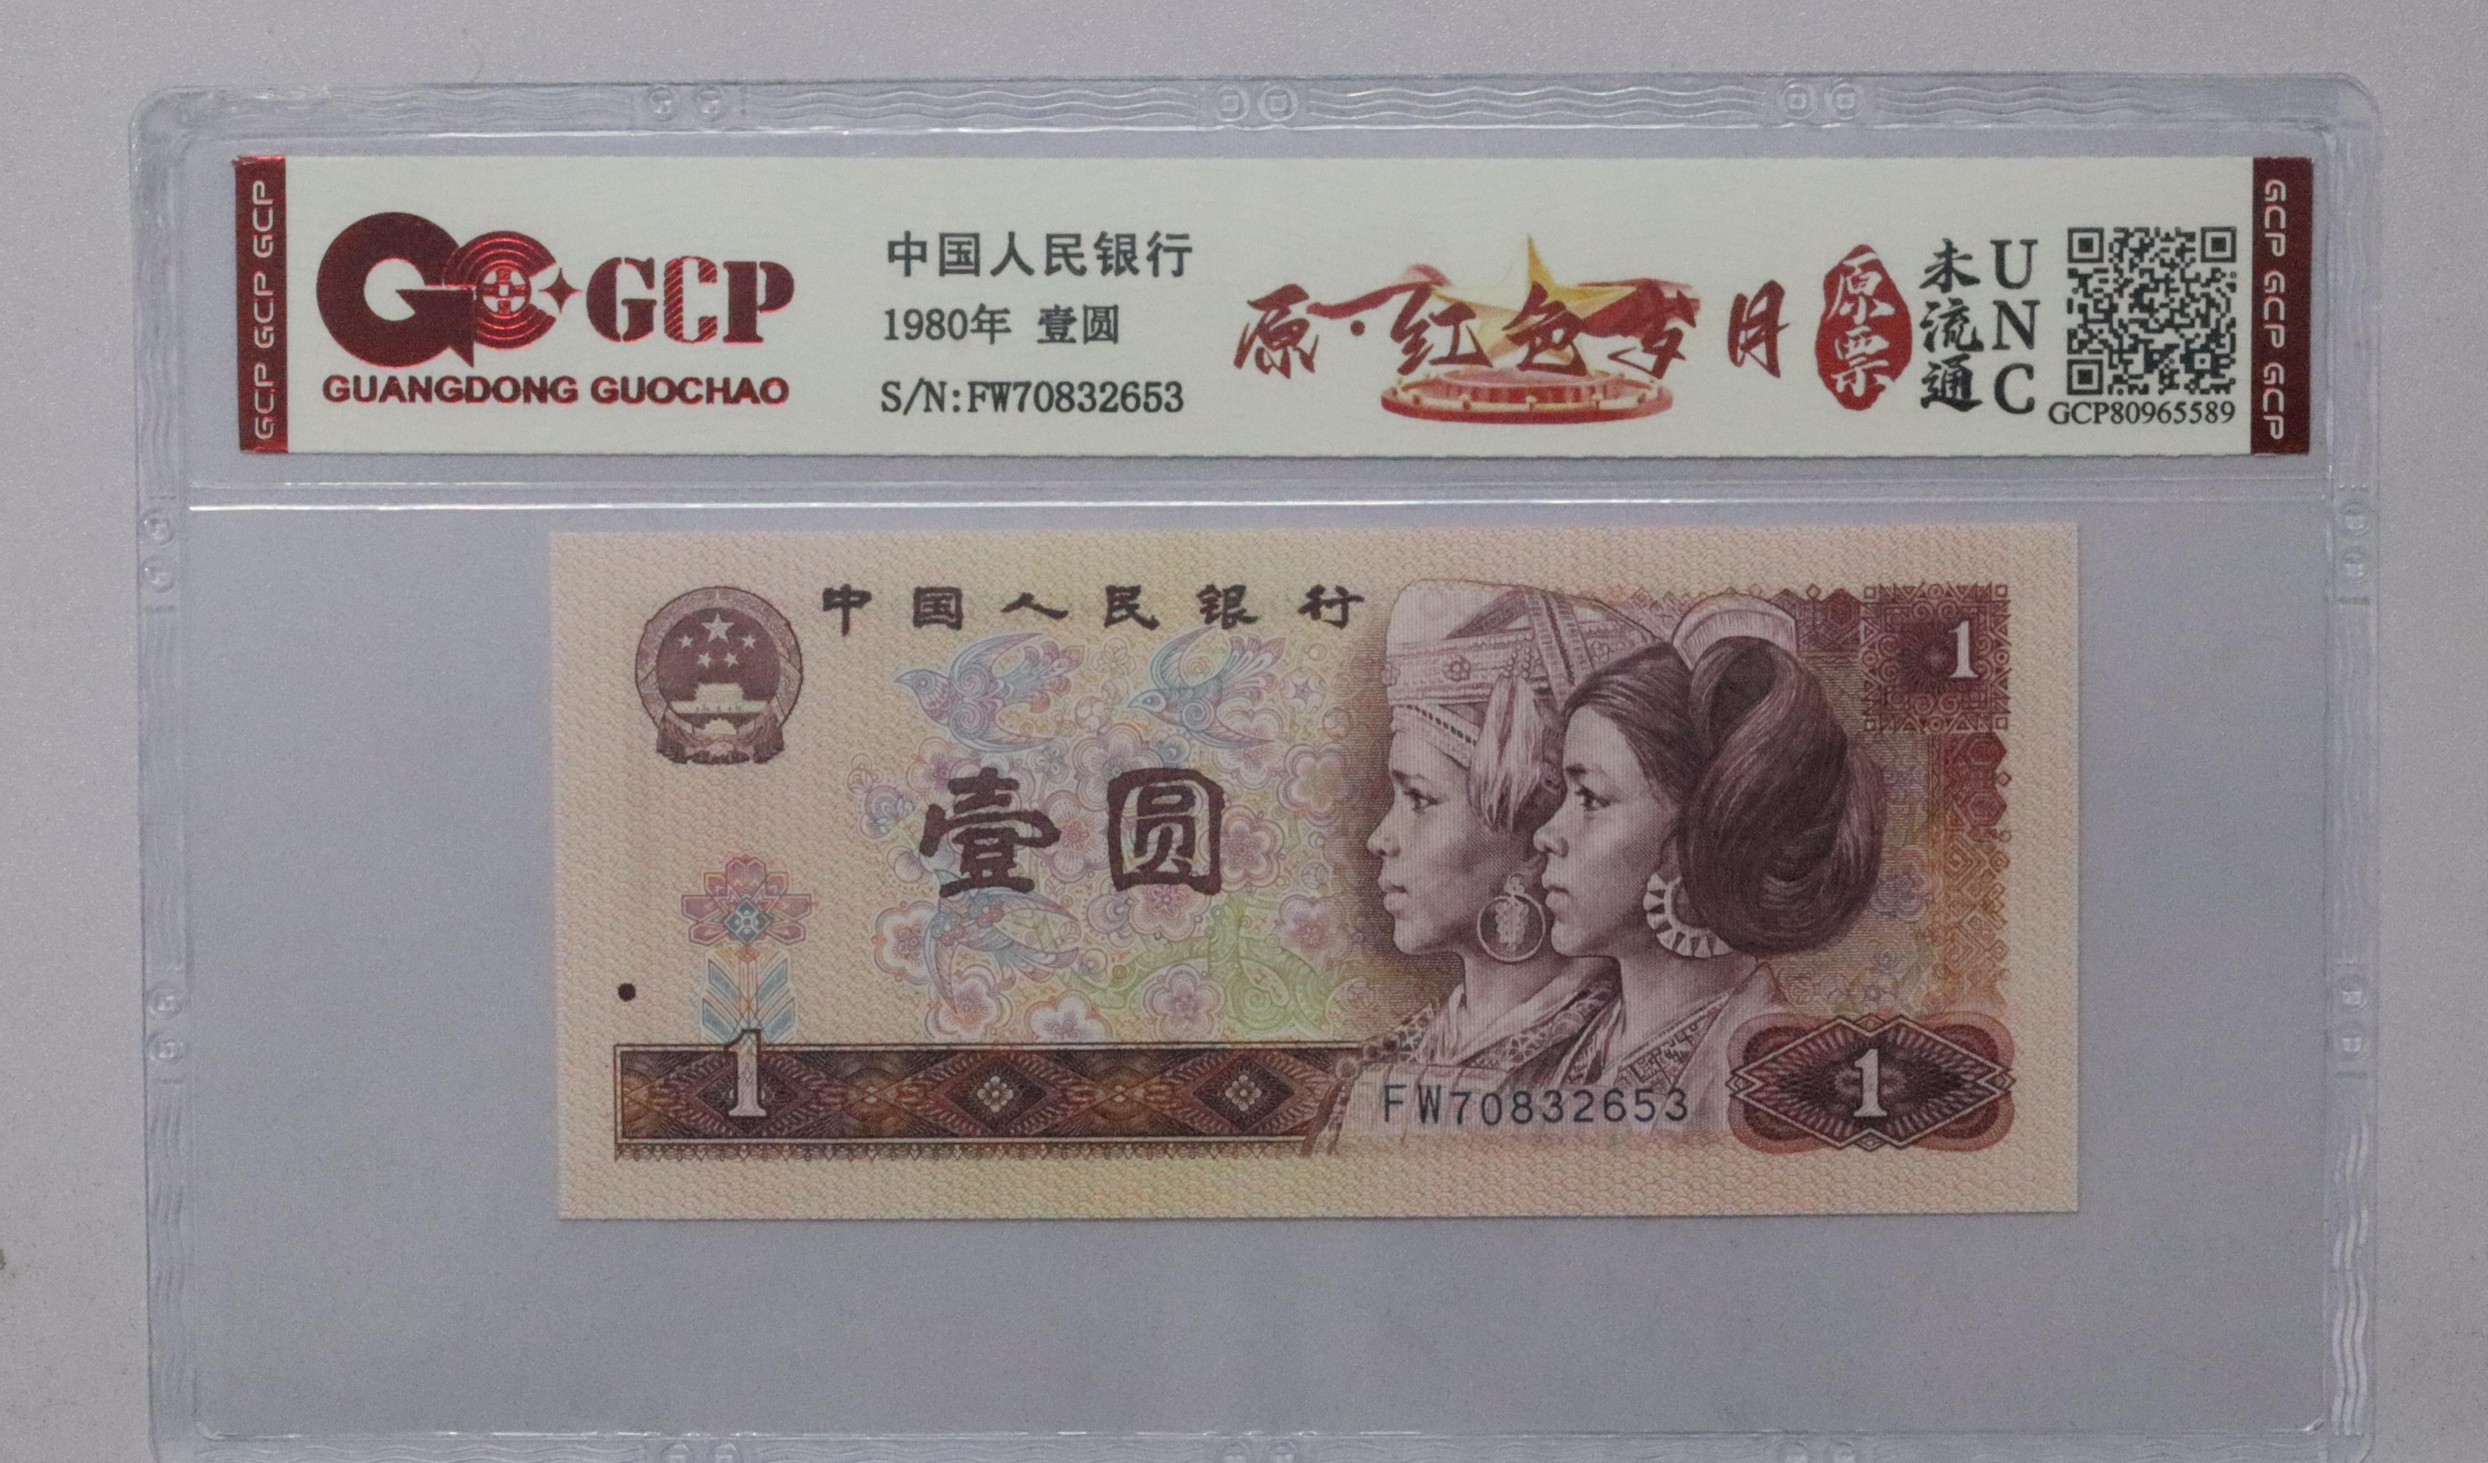 GCP GCP GCP
GCP
GUANGDONG GUOCHAO
中国人民银行
1980年 壹圆
S/N:FW70832653
原·红色岁月
原票
未流通
UNC
GCP80965589
GCP GCP GCP
中国人民银行
1
壹圆
1
FW70832653
1